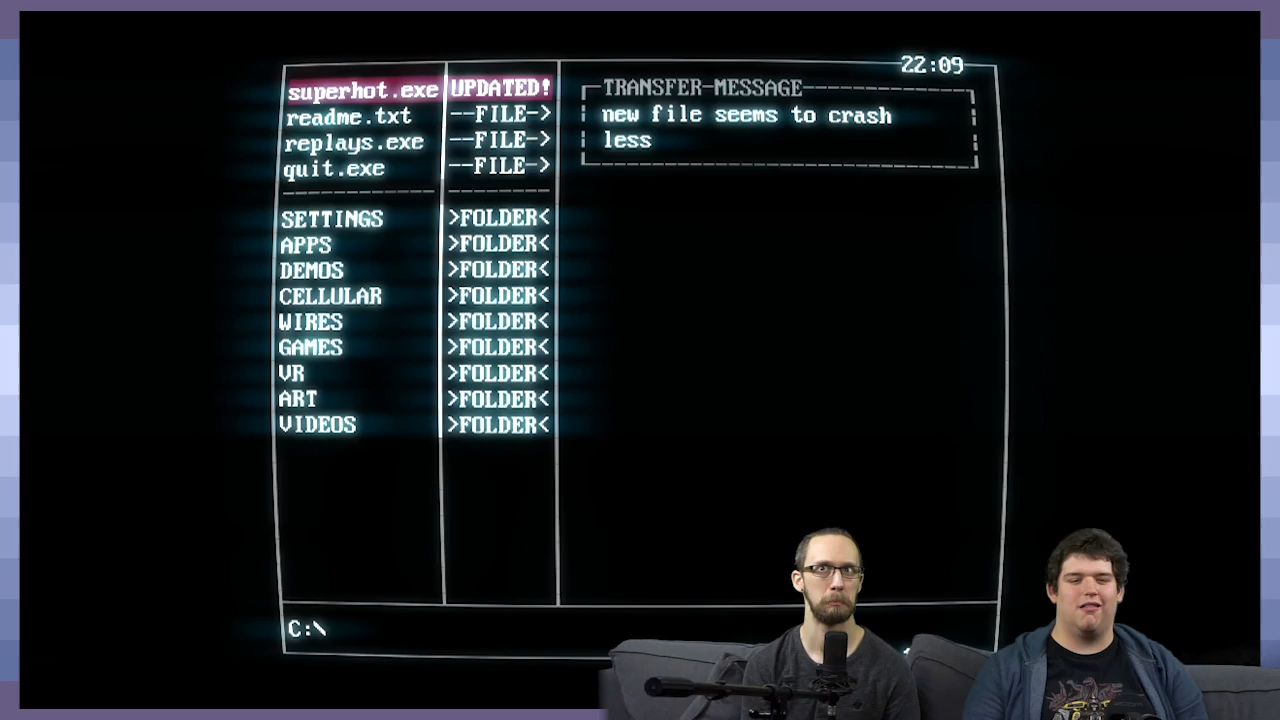 22:09
superhot.exe UPDATED!
readme.txt --FILE->
replays.exe --FILE->
quit.exe --FILE->
SETTINGS >FOLDER<
APPS >FOLDER<
DEMOS >FOLDER<
CELLULAR >FOLDER<
WIRES >FOLDER<
GAMES >FOLDER<
VR >FOLDER<
ART >FOLDER<
VIDEOS >FOLDER<
TRANSFER-MESSAGE
new file seems to crash
less
C:\